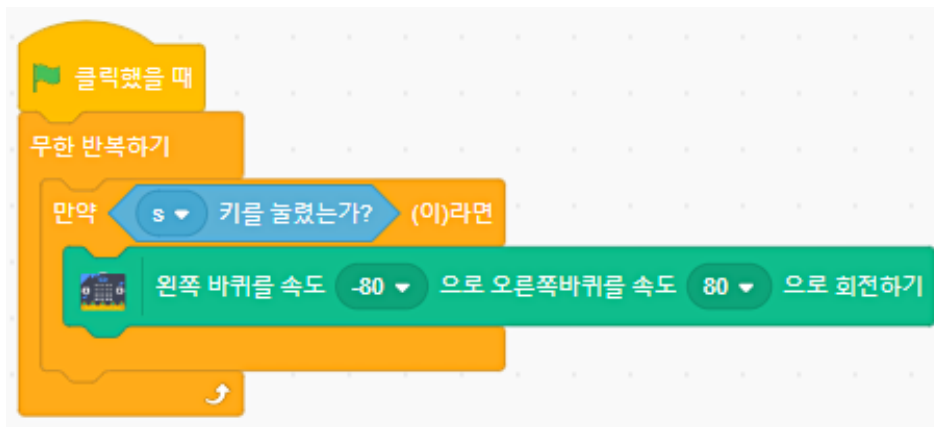 클릭했을 때
무한 반복하기
만약 s 키를 눌렸는가? (이)라면
왼쪽 바퀴를 속도 -80 으로 오른쪽바퀴를 속도 80 으로 회전하기